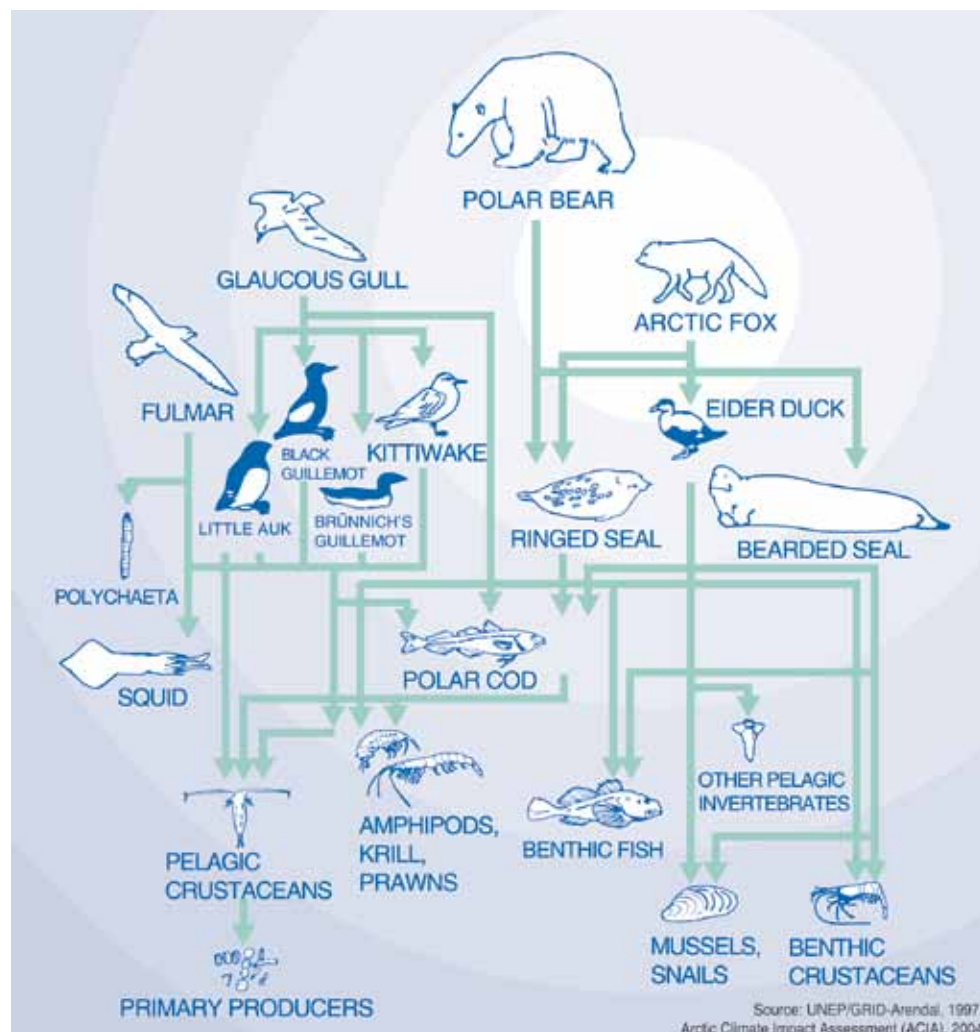 POLAR BEAR
GLAUCOUS GULL
ARCTIC FOX
FULMAR
EIDER DUCK
BLACK
GUILLEMOT
KITTIWAKE
LITTLE AUK
BRÜNNICH'S
GUILLEMOT
RINGED SEAL
BEARDED SEAL
POLYCHAETA
SQUID
POLAR COD
OTHER PELAGIC
INVERTEBRATES
AMPHIPODS,
KRILL,
PRAWNS
BENTHIC FISH
PELAGIC
CRUSTACEANS
MUSSELS,
SNAILS
BENTHIC
CRUSTACEANS
PRIMARY PRODUCERS
Source: UNEP/GRID-Arendal, 1997
Arctic Climate Impact Assessment (ACIA),